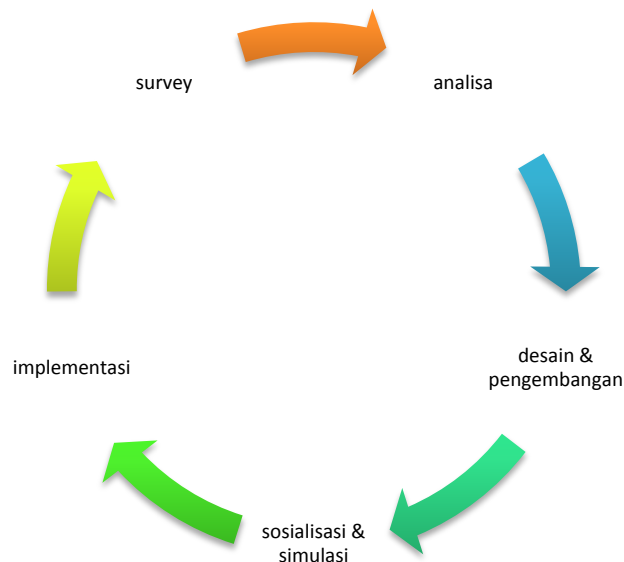 survey
analisa
desain &
pengembangan
sosialisasi &
simulasi
implementasi